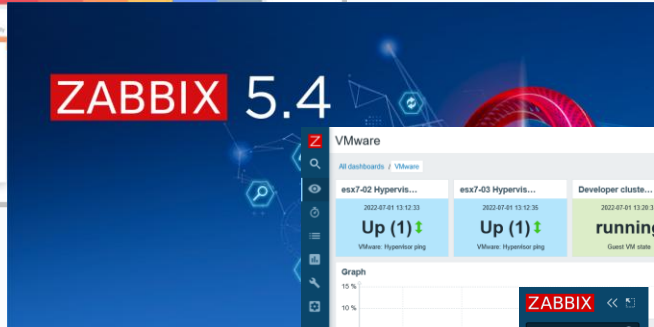 ZABBIX 5.4
Z
VMware
All dashboards / VMware
esx7-02 Hypervis...
esx7-03 Hypervis...
Developer cluste...
2022-07-01 13:12:33
2022-07-01 13:12:35
Up (1)
Up (1)
VMware: Hypervisor ping
VMware: Hypervisor ping
Guest VM state
Graph
15 %
10 %
ZABBIX